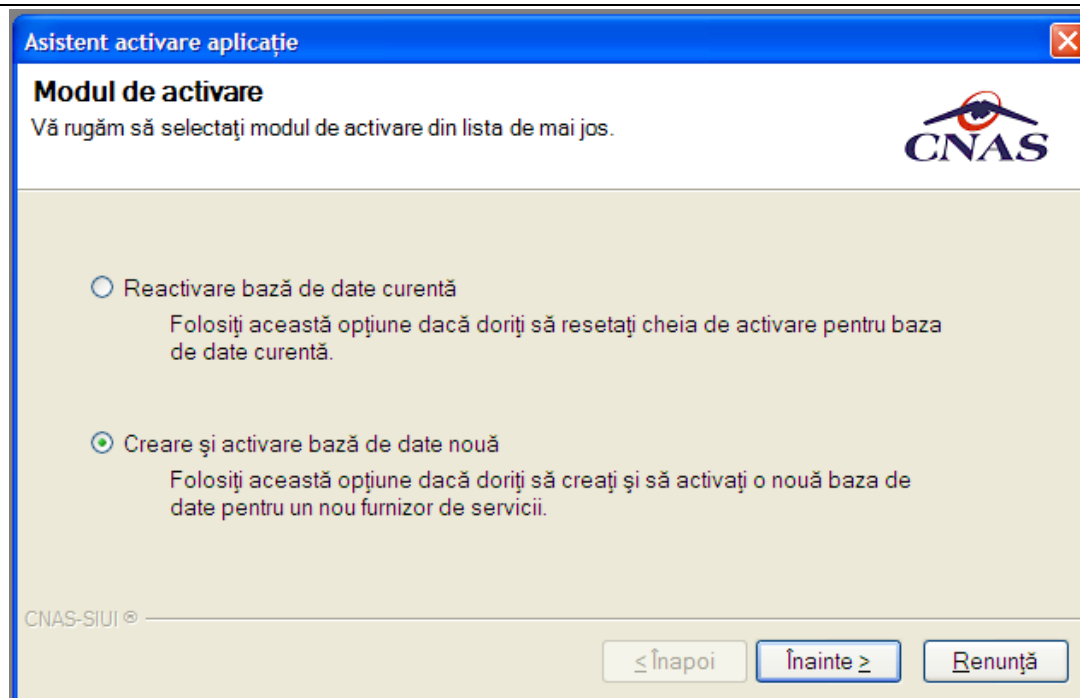 Asistent activare aplicație
Modul de activare
Vă rugăm să selectaţi modul de activare din lista de mai jos.
CNAS
Reactivare bază de date curentă
Folosiţi această opţiune dacă doriţi să resetaţi cheia de activare pentru baza
de date curentă.
Creare şi activare bază de date nouă
Folosiţi această opţiune dacă doriţi să creaţi şi să activaţi o nouă baza de
date pentru un nou furnizor de servicii.
CNAS-SIUI ®
< Înapoi
Înainte >
Renunţă